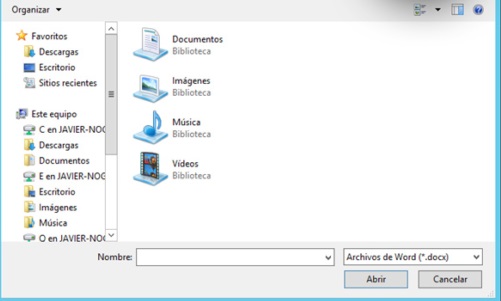 Organizar
Favoritos
Descargas
Escritorio
Sitios recientes
Este equipo
C en JAVIER-NOG
Descargas
Documentos
E en JAVIER-NOG
Escritorio
Imágenes
Música
O en JAVIER-NOG
Documentos
Biblioteca
Imágenes
Biblioteca
Música
Biblioteca
Vídeos
Biblioteca
Nombre:
Archivos de Word (*.docx)
Abrir
Cancelar